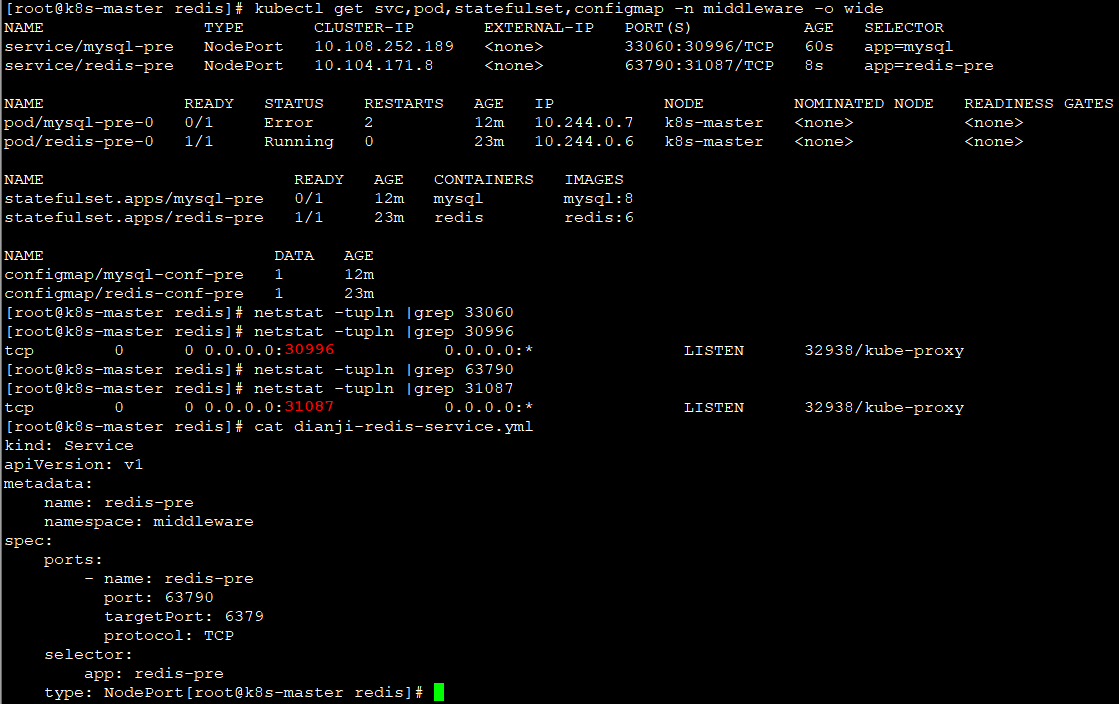 [root@k8s-master redis]# kubectl get svc,pod,statefulset,configmap -n middleware -o wide
NAME                TYPE       CLUSTER-IP       EXTERNAL-IP   PORT(S)           AGE   SELECTOR
service/mysql-pre   NodePort   10.108.252.189   <none>        33060:30996/TCP   60s   app=mysql
service/redis-pre   NodePort   10.104.171.8     <none>        63790:31087/TCP   8s    app=redis-pre
NAME              READY   STATUS    RESTARTS   AGE   IP           NODE         NOMINATED NODE   READINESS GATES
pod/mysql-pre-0   0/1     Error     2          12m   10.244.0.7   k8s-master   <none>           <none>
pod/redis-pre-0   1/1     Running   0          23m   10.244.0.6   k8s-master   <none>           <none>
NAME                         READY   AGE   CONTAINERS   IMAGES
statefulset.apps/mysql-pre   0/1     12m   mysql        mysql:8
statefulset.apps/redis-pre   1/1     23m   redis        redis:6
NAME                       DATA   AGE
configmap/mysql-conf-pre   1      12m
configmap/redis-conf-pre   1      23m
[root@k8s-master redis]# netstat -tupln |grep 33060
[root@k8s-master redis]# netstat -tupln |grep 30996
tcp        0      0 0.0.0.0:30996           0.0.0.0:*               LISTEN      32938/kube-proxy
[root@k8s-master redis]# netstat -tupln |grep 63790
[root@k8s-master redis]# netstat -tupln |grep 31087
tcp        0      0 0.0.0.0:31087           0.0.0.0:*               LISTEN      32938/kube-proxy
[root@k8s-master redis]# cat dianji-redis-service.yml
kind: Service
apiVersion: v1
metadata:
    name: redis-pre
    namespace: middleware
spec:
    ports:
        - name: redis-pre
          port: 63790
          targetPort: 6379
          protocol: TCP
    selector:
        app: redis-pre
    type: NodePort[root@k8s-master redis]#